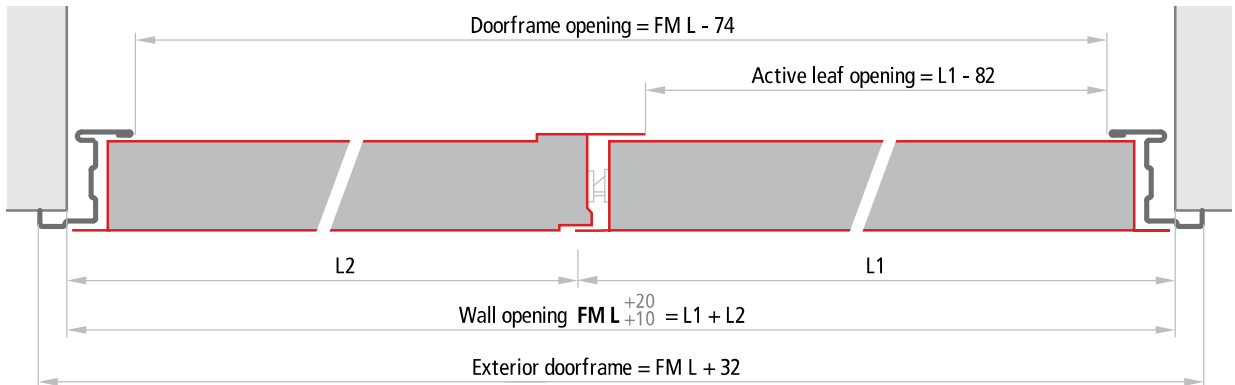 Doorframe opening = FM L - 74
Active leaf opening = L1 - 82
L2
L1
Wall opening FM L +20 +10 = L1 + L2
Exterior doorframe = FM L + 32